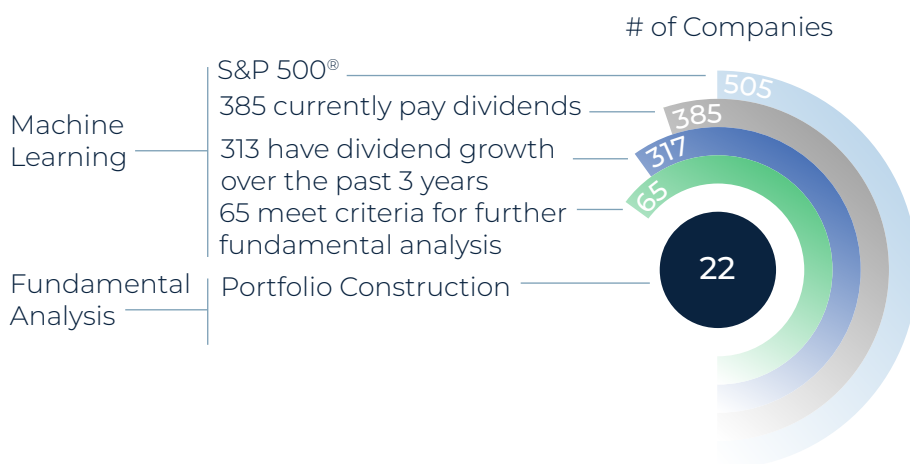 # of Companies
S&P 500®
505
385 currently pay dividends
385
Machine
Learning
313 have dividend growth
over the past 3 years
317
65 meet criteria for further
fundamental analysis
65
Fundamental
Analysis
Portfolio Construction
22